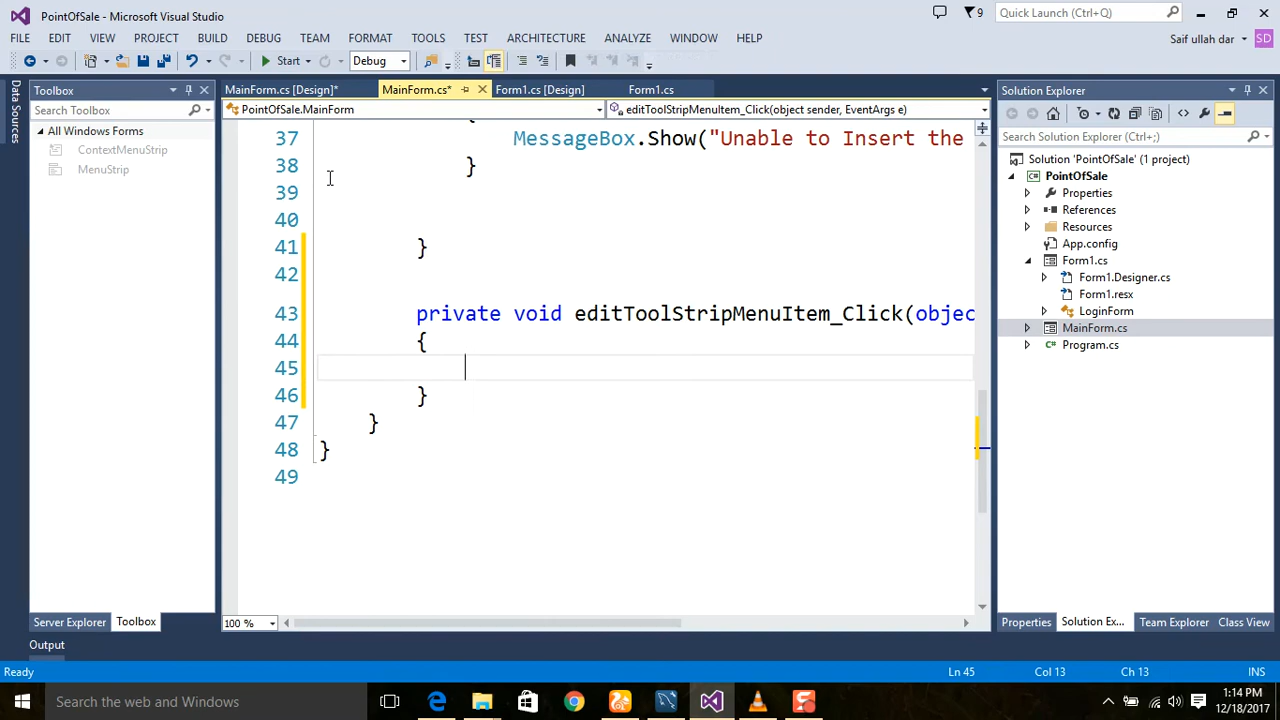 PointOfSale - Microsoft Visual Studio
9
Quick Launch (Ctrl+Q)
FILE EDIT VIEW PROJECT BUILD DEBUG TEAM FORMAT TOOLS TEST ARCHITECTURE ANALYZE WINDOW HELP
Saif ullah dar SD
Start Debug
Data Sources
Toolbox
Search Toolbox
All Windows Forms
ContextMenuStrip
MenuStrip
MainForm.cs [Design]* MainForm.cs* Form1.cs [Design] Form1.cs
PointOfSale.MainForm editToolStripMenuItem_Click(object sender, EventArgs e)
37 MessageBox.Show("Unable to Insert the
38 }
39
40
41 }
42
43 private void editToolStripMenuItem_Click(objec
44 {
45
46 }
47 }
48 }
49
100 %
Solution Explorer
Search Solution Explorer (Ctrl+;)
Solution 'PointOfSale' (1 project)
PointOfSale
Properties
References
Resources
App.config
Form1.cs
Form1.Designer.cs
Form1.resx
LoginForm
MainForm.cs
Program.cs
Server Explorer Toolbox
Properties Solution Ex... Team Explorer Class View
Output
Ready Ln 45 Col 13 Ch 13 INS
Search the web and Windows
1:14 PM
12/18/2017